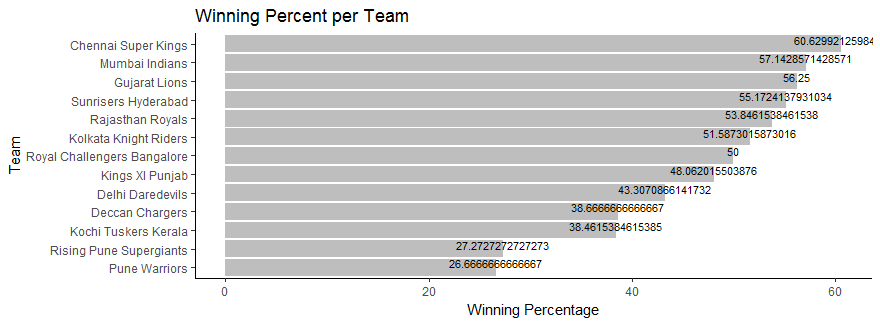 Winning Percent per Team
Team
Chennai Super Kings 60.62992125984
Mumbai Indians 57.1428571428571
Gujarat Lions 56.25
Sunrisers Hyderabad 55.1724137931034
Rajasthan Royals 53.8461538461538
Kolkata Knight Riders 51.5873015873016
Royal Challengers Bangalore 50
Kings XI Punjab 48.062015503876
Delhi Daredevils 43.3070866141732
Deccan Chargers 38.6666666666667
Kochi Tuskers Kerala 38.4615384615385
Rising Pune Supergiants 27.2727272727273
Pune Warriors 26.6666666666667
0 20 40 60
Winning Percentage